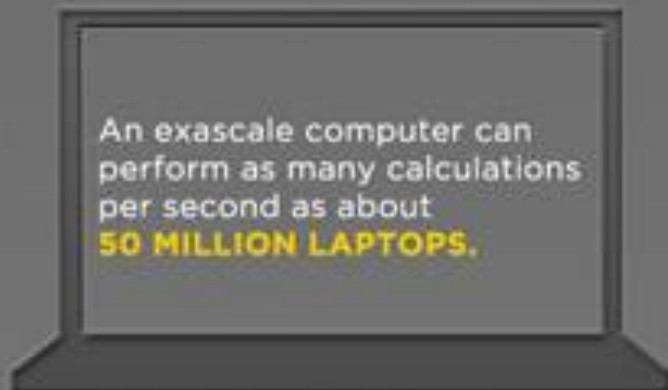 An exascale computer can
perform as many calculations
per second as about
50 MILLION LAPTOPS.